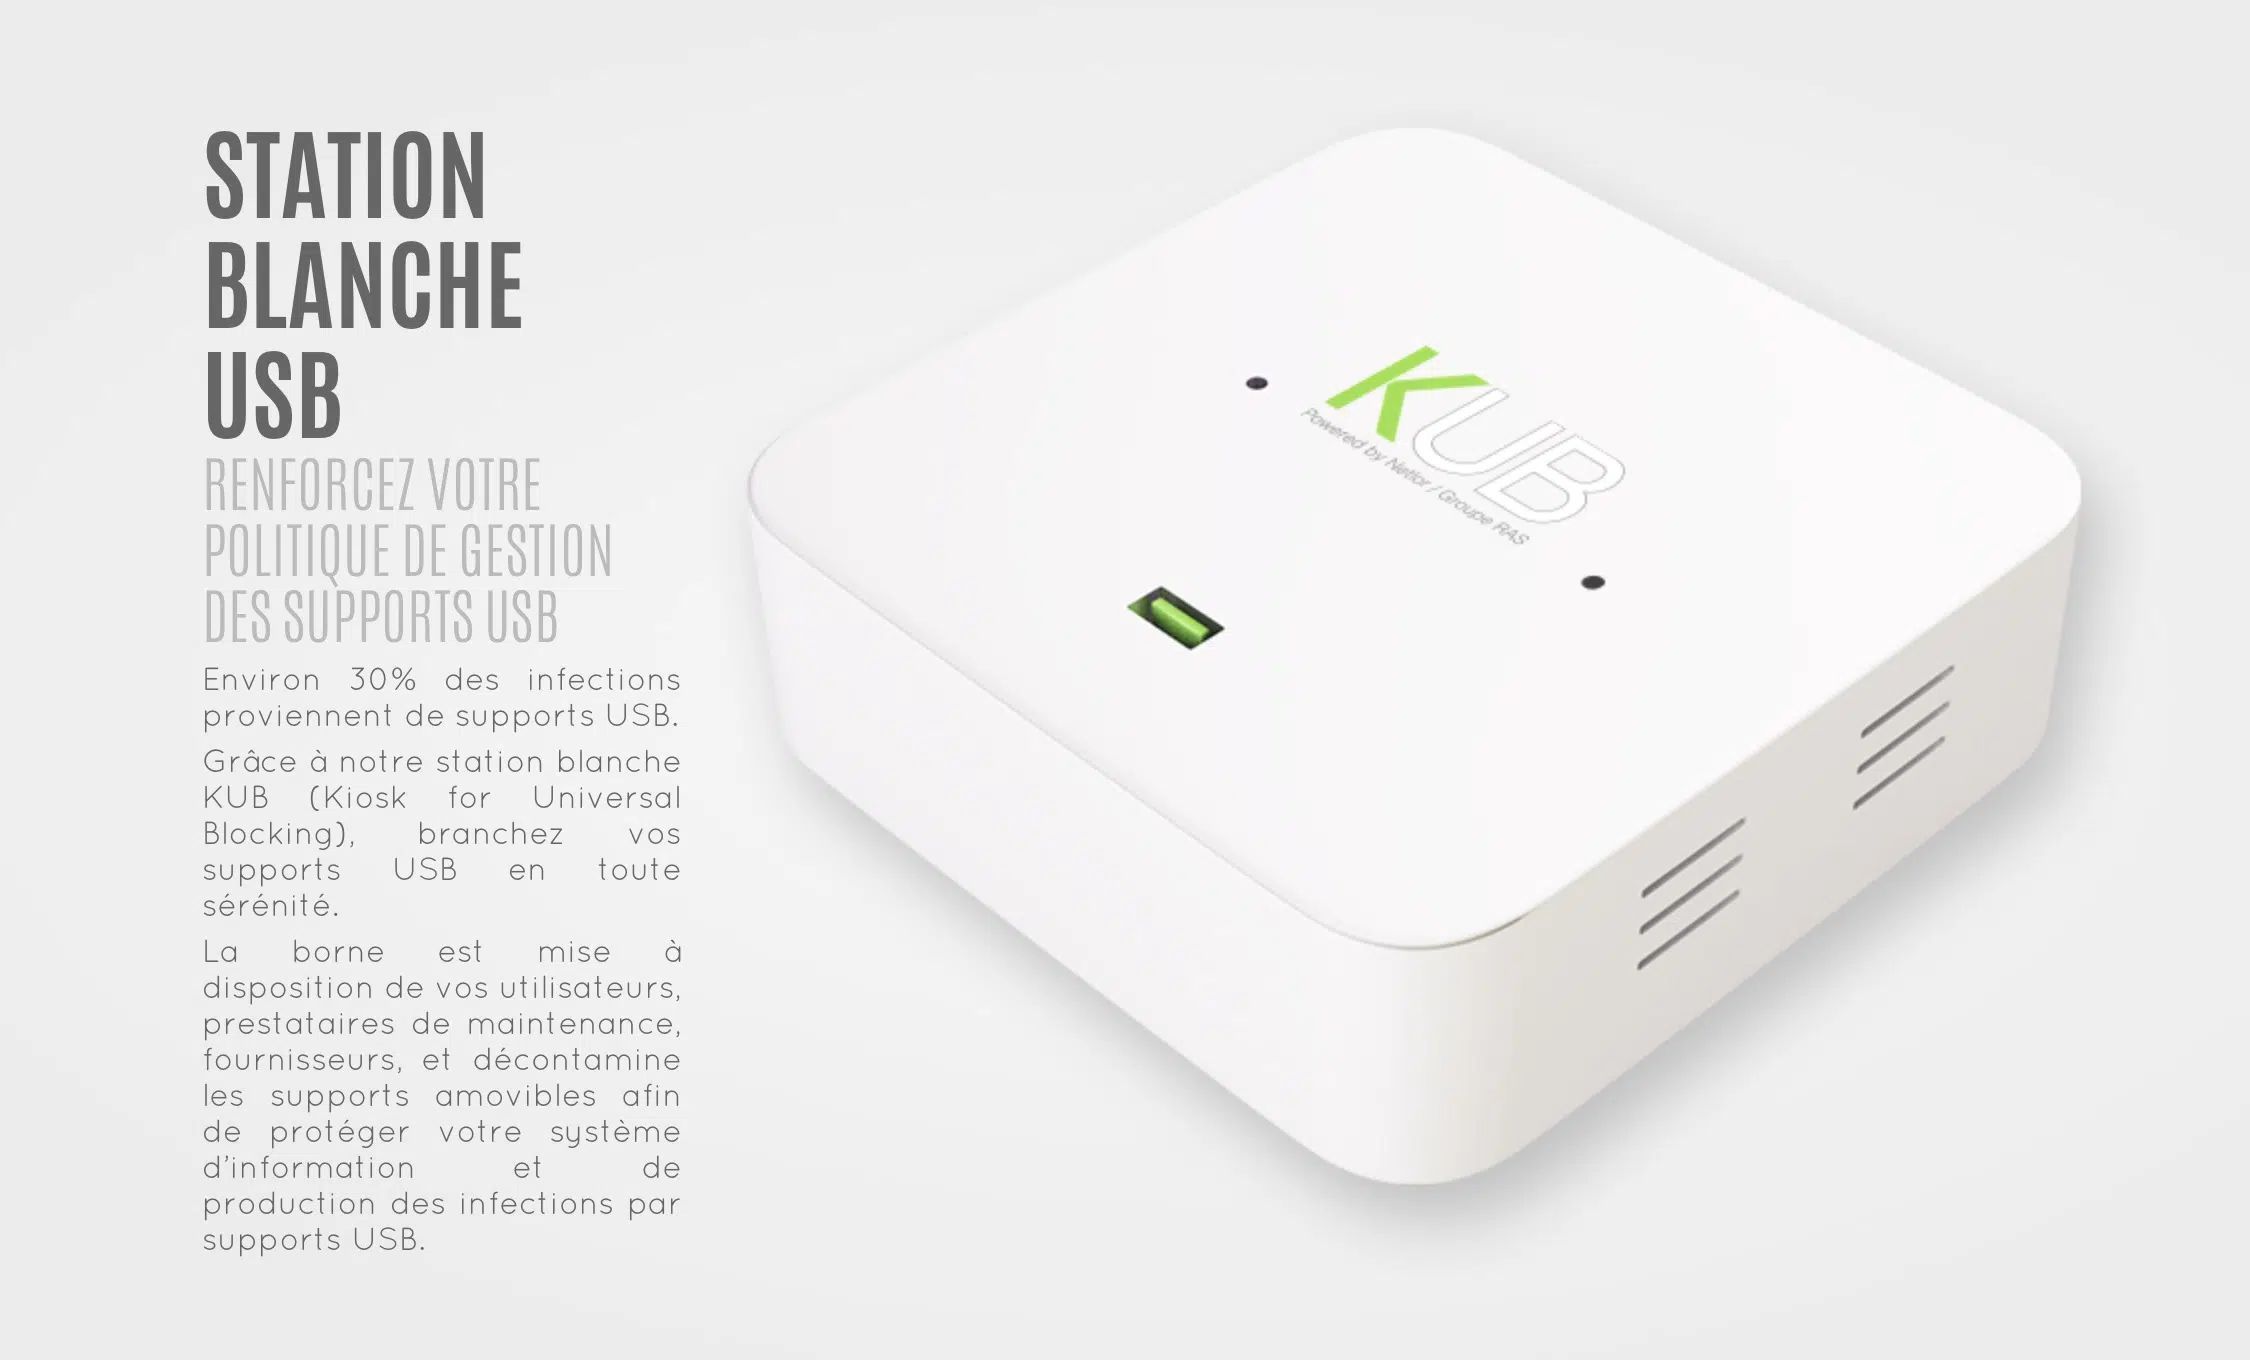 STATION
BLANCHE
USB
RENFORCEZ VOTRE
POLITIQUE DE GESTION
DES SUPPORTS USB
Environ 30% des infections
proviennent de supports USB.
Grâce à notre station blanche
KUB (Kiosk for Universal
Blocking), branchez vos
supports USB en toute
sérénité.
La borne est mise à
disposition de vos utilisateurs,
prestataires de maintenance,
fournisseurs, et décontamine
les supports amovibles afin
de protéger votre système
d’information et de
production des infections par
supports USB.
KUB
Powered by Netfor / Groupe RAS